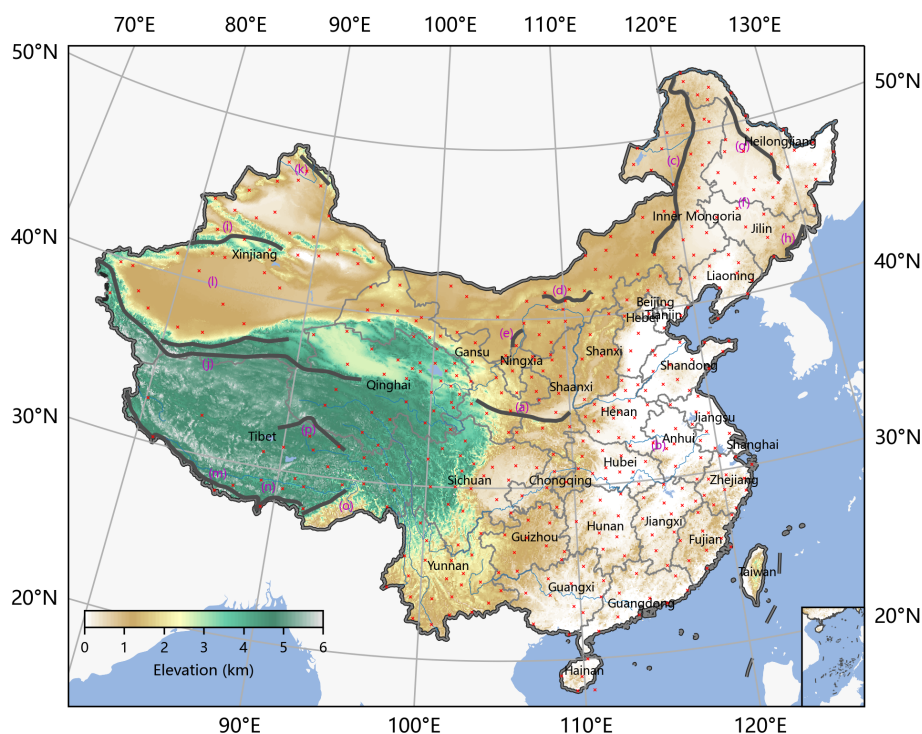 70°E 80°E 90°E 100°E 110°E 120°E 130°E
50°N
50°N
Heilongjiang
(g)
(c)
(k)
(f)
Inner Mongoria
(i)
Jilin
40°N
(h)
Xinjiang
40°N
(l)
Liaoning
(d)
Beijing
Tianjin
Hebei
(e)
Gansu
Shanxi
Ningxia
(j)
Shandong
Qinghai
Shaanxi
(a)
Henan
30°N
Jiangsu
(p)
Tibet
Anhui
30°N
(b)
Shanghai
Hubei
(m)
Sichuan
Chongqing
Zhejiang
(n)
(o)
Jiangxi
Hunan
Guizhou
Fujian
Yunnan
Taiwan
Guangxi
20°N
Guangdong
20°N
0 1 2 3 4 5 6
Elevation (km)
Hainan
90°E 100°E 110°E 120°E